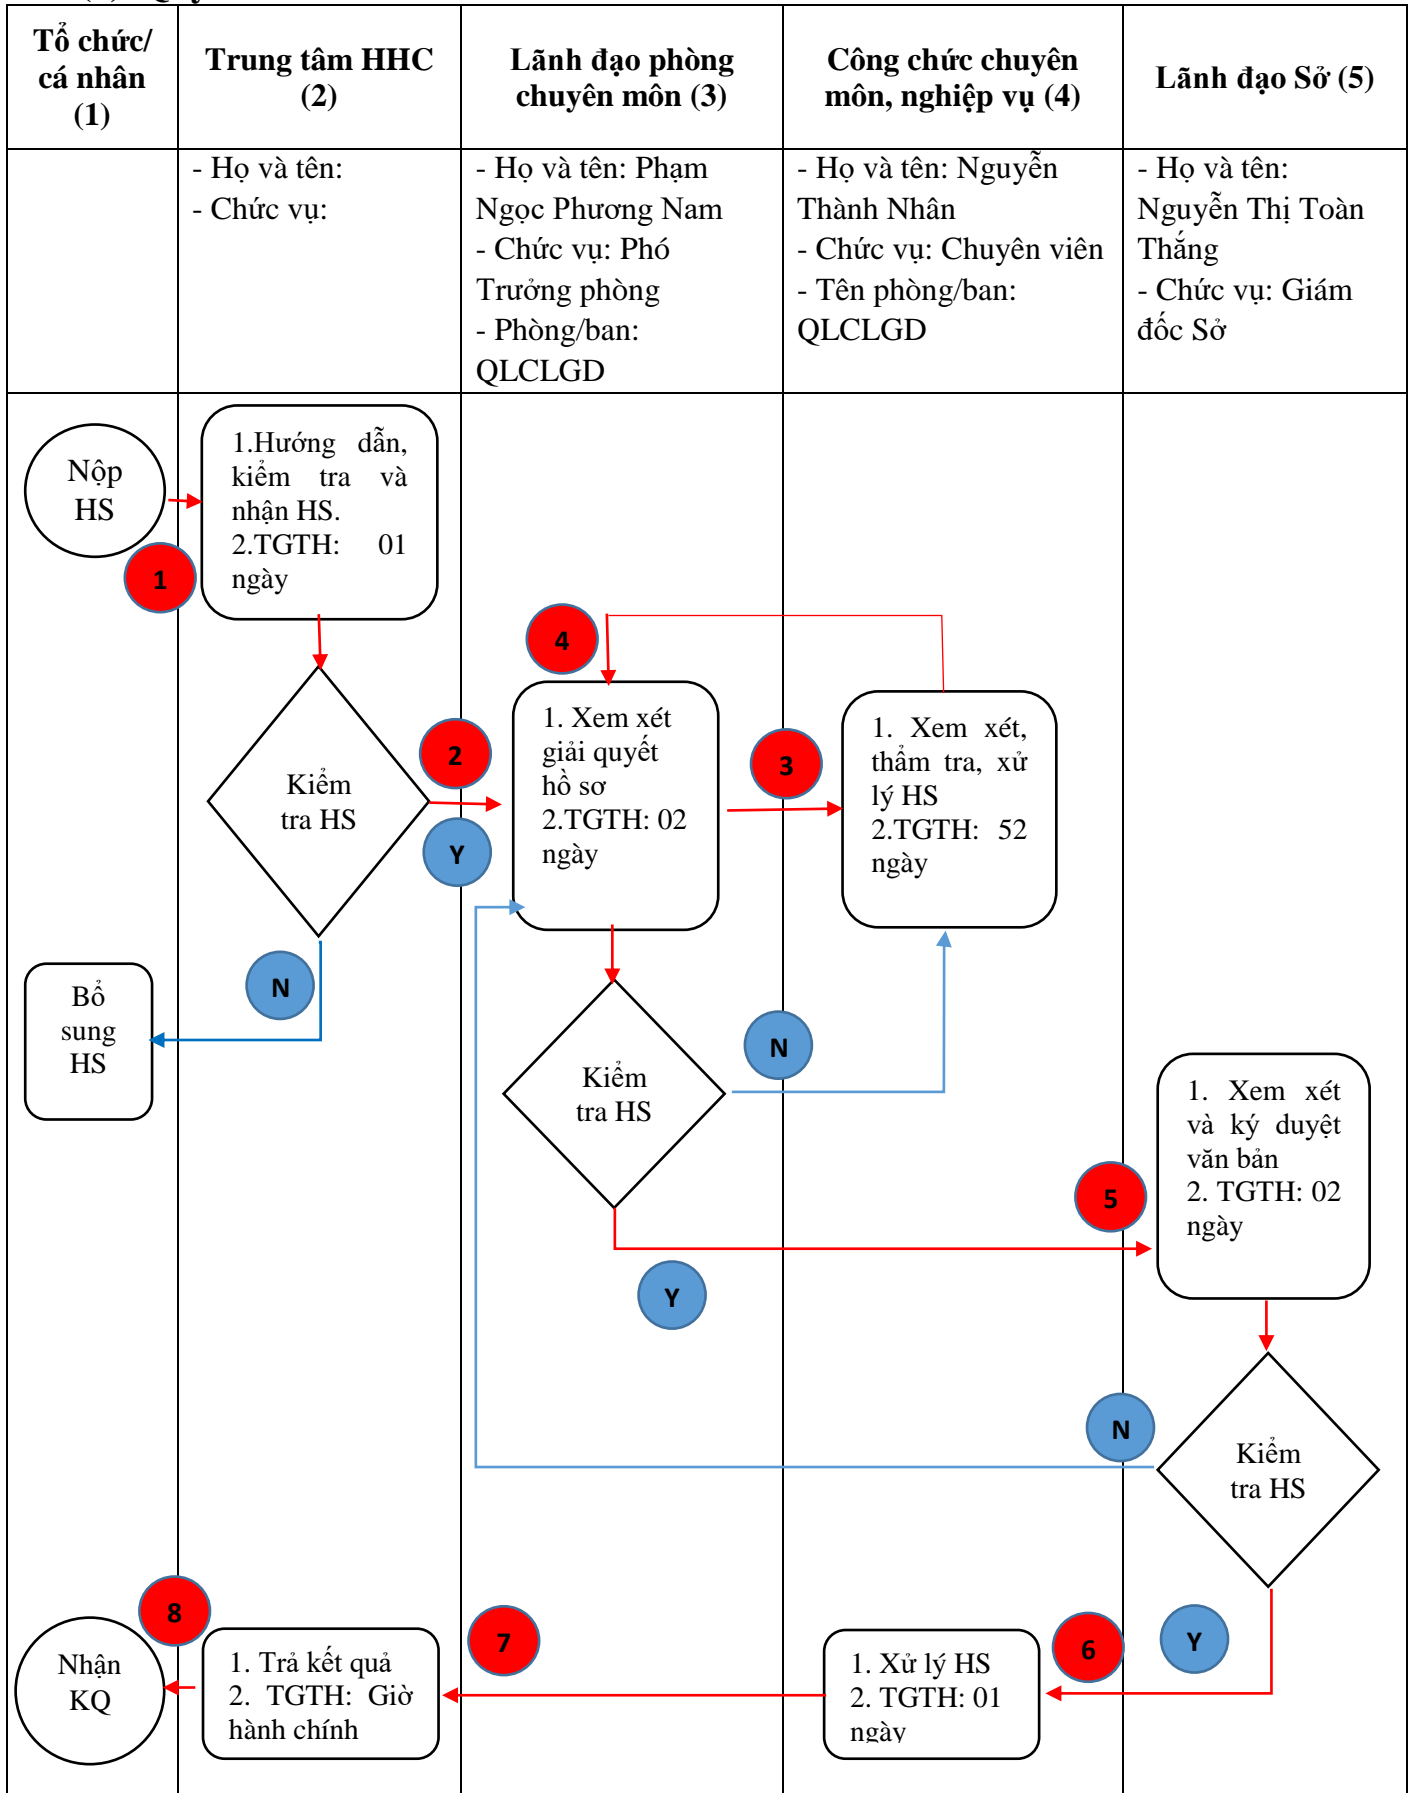 Tổ chức/
cá nhân
(1)
Trung tâm HHC
(2)
Lãnh đạo phòng
chuyên môn (3)
Công chức chuyên
môn, nghiệp vụ (4)
Lãnh đạo Sở (5)
- Họ và tên:
- Chức vụ:
- Họ và tên: Phạm
Ngọc Phương Nam
- Chức vụ: Phó
Trưởng phòng
- Phòng/ban:
QLCLGD
- Họ và tên: Nguyễn
Thành Nhân
- Chức vụ: Chuyên viên
- Tên phòng/ban:
QLCLGD
- Họ và tên:
Nguyễn Thị Toàn
Thắng
- Chức vụ: Giám
đốc Sở
Nộp
HS
1
1.Hướng dẫn,
kiểm tra và
nhận HS.
2.TGTH: 01
ngày
Kiểm
tra HS
2
Y
N
Bổ
sung
HS
4
1. Xem xét
giải quyết
hồ sơ
2.TGTH: 02
ngày
3
1. Xem xét,
thẩm tra, xử
lý HS
2.TGTH: 52
ngày
Kiểm
tra HS
N
Y
5
1. Xem xét
và ký duyệt
văn bản
2. TGTH: 02
ngày
Kiểm
tra HS
N
Y
6
1. Xử lý HS
2. TGTH: 01
ngày
7
1. Trả kết quả
2. TGTH: Giờ
hành chính
8
Nhận
KQ